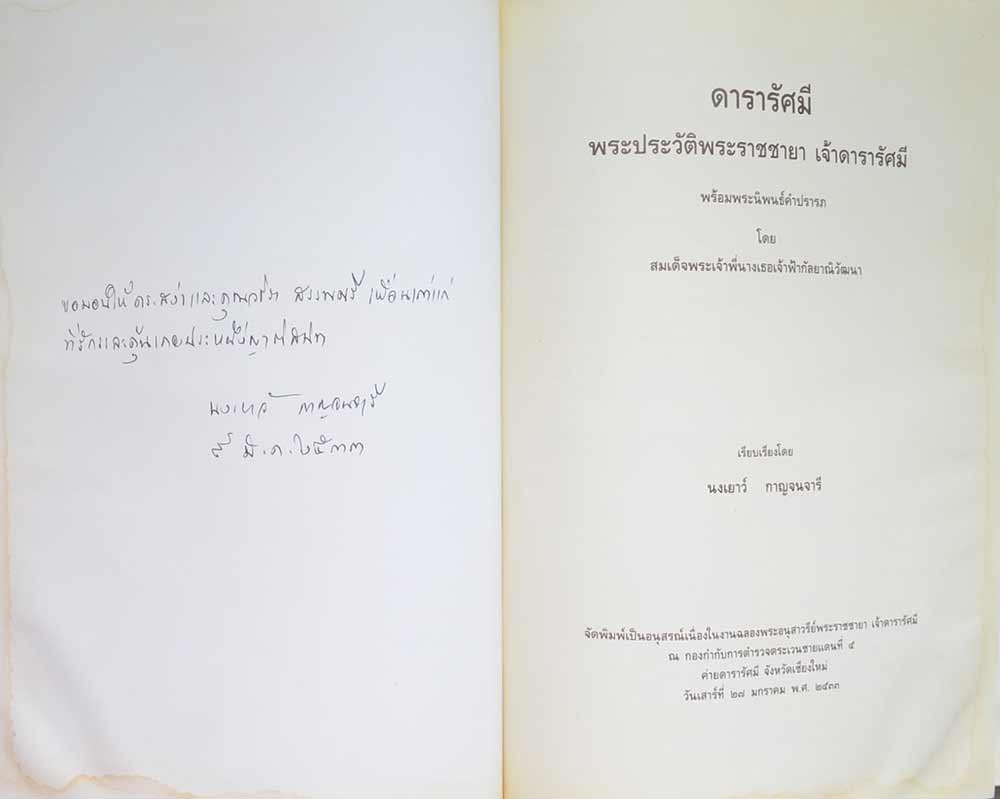 ขอมอบให้ ดร.สง่าและคุณ สรรพศรี เพื่อนเก่าแก่
ที่รักและคุ้นเคยประหนึ่งญาติสนิท
นงเยาว์ กาญจนจารี
๙ มี.ค. ๒๕๓๓
ดารารัศมี
พระประวัติพระราชชายา เจ้าดารารัศมี
พร้อมพระนิพนธ์คำปรารภ
โดย
สมเด็จพระเจ้าพี่นางเธอเจ้าฟ้ากัลยาณิวัฒนา
เรียบเรียงโดย
นงเยาว์ กาญจนจารี
จัดพิมพ์เป็นอนุสรณ์เนื่องในงานฉลองพระอนุสาวรีย์พระราชชายา เจ้าดารารัศมี
ณ กองกำกับการตำรวจตระเวนชายแดนที่ ๔
ค่ายดารารัศมี จังหวัดเชียงใหม่
วันเสาร์ที่ ๒๗ มกราคม พ.ศ. ๒๕๓๓